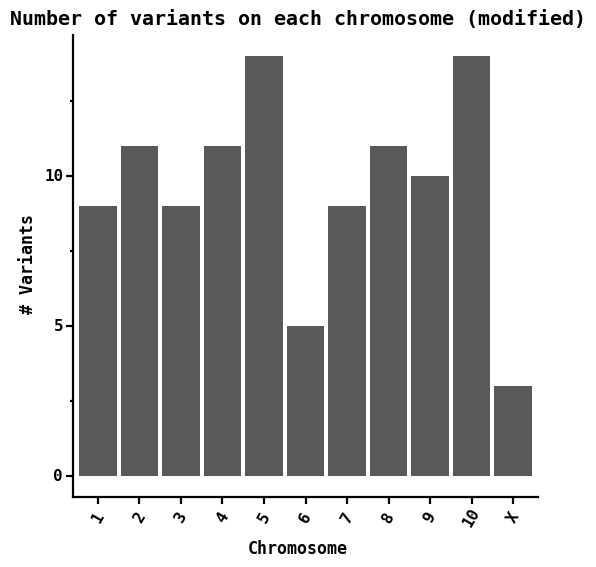 Number of variants on each chromosome (modified)
10
5
0
# Variants
1 2 3 4 5 6 7 8 9 10 X
Chromosome